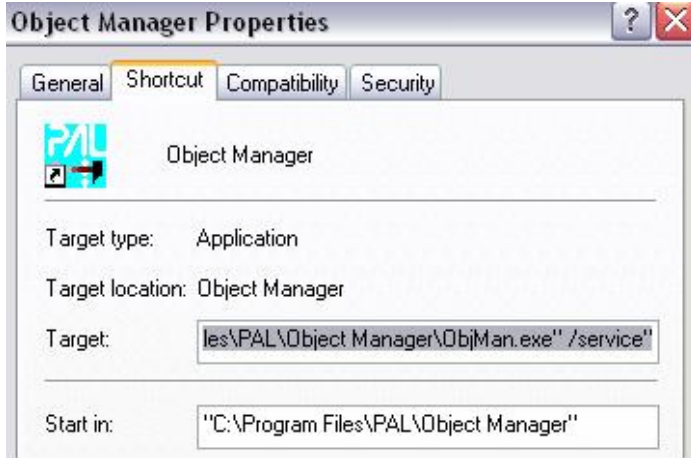 Object Manager Properties
General Shortcut Compatibility Security
PAL
Object Manager
Target type: Application
Target location: Object Manager
Target: les\PAL\Object Manager\ObjMan.exe" /service"
Start in: "C:\Program Files\PAL\Object Manager"